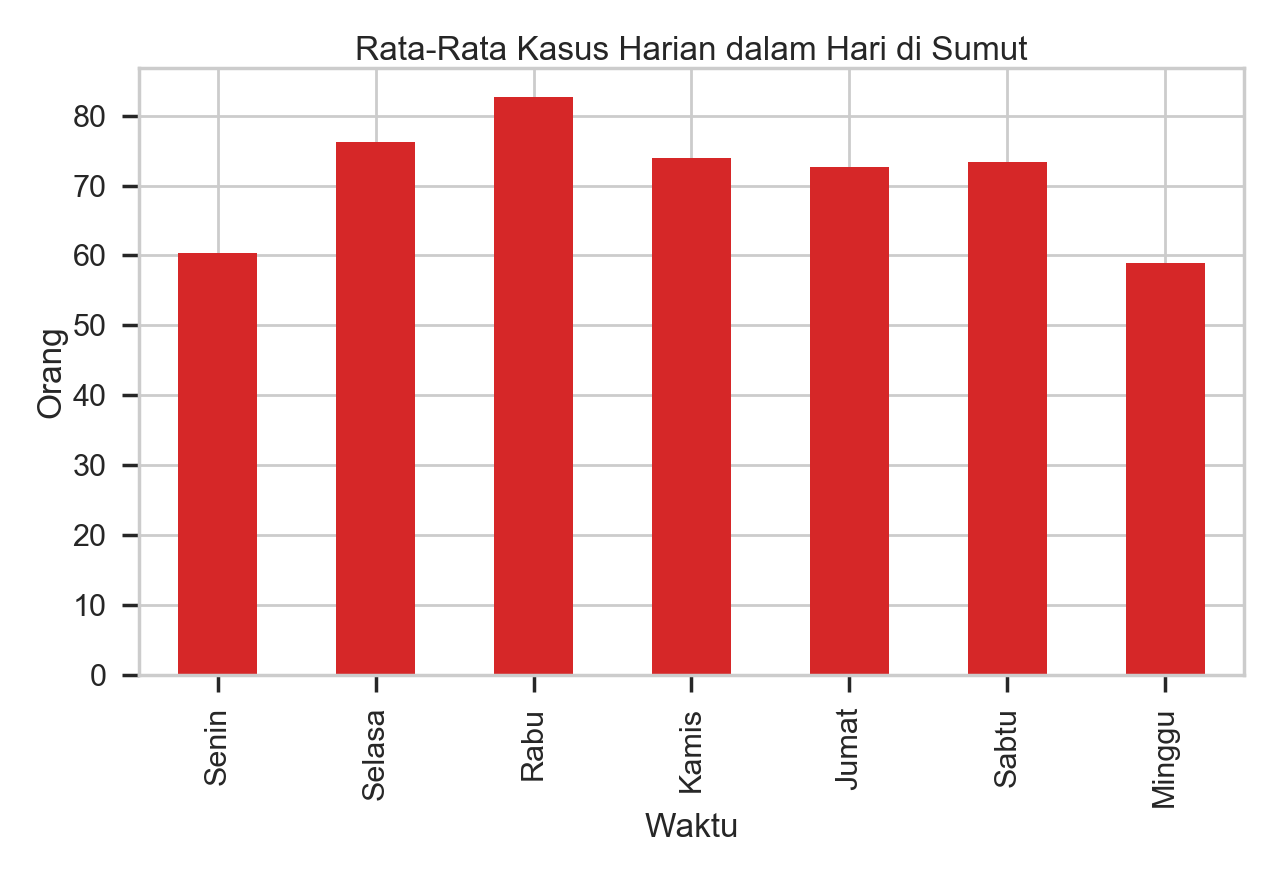 Rata-Rata Kasus Harian dalam Hari di Sumut
80
70
60
50
40
30
20
10
0
Orang
Senin
Selasa
Rabu
Kamis
Jumat
Sabtu
Minggu
Waktu